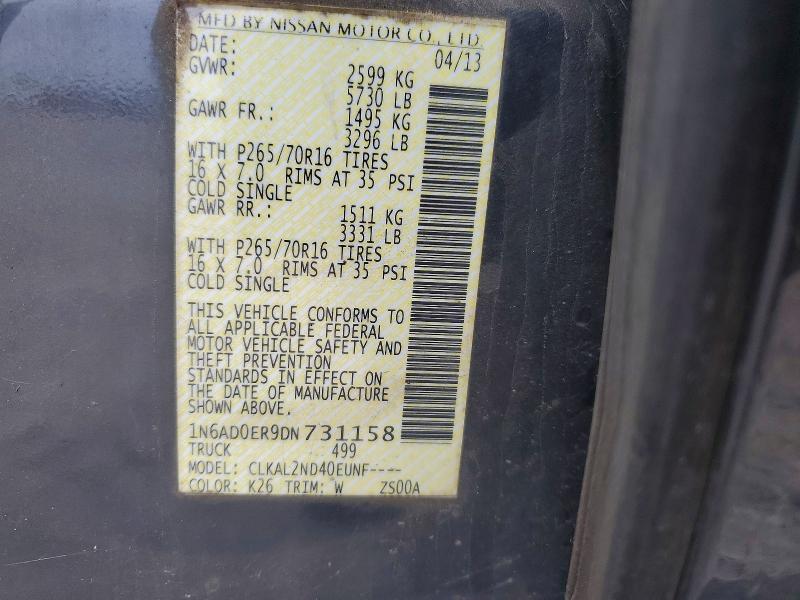 MFD BY NISSAN MOTOR CO., LTD.
DATE: 04/13
GVWR: 2599 KG
5730 LB
GAWR FR.: 1495 KG
3296 LB
WITH P265/70R16 TIRES
16 X 7.0 RIMS AT 35 PSI
COLD SINGLE
GAWR RR.: 1511 KG
3331 LB
WITH P265/70R16 TIRES
16 X 7.0 RIMS AT 35 PSI
COLD SINGLE
THIS VEHICLE CONFORMS TO
ALL APPLICABLE FEDERAL
MOTOR VEHICLE SAFETY AND
THEFT PREVENTION
STANDARDS IN EFFECT ON
THE DATE OF MANUFACTURE
SHOWN ABOVE.
1N6AD0ER9DN731158
TRUCK 499
MODEL: CLKAL2ND40EUNF----
COLOR: K26 TRIM: W ZS00A